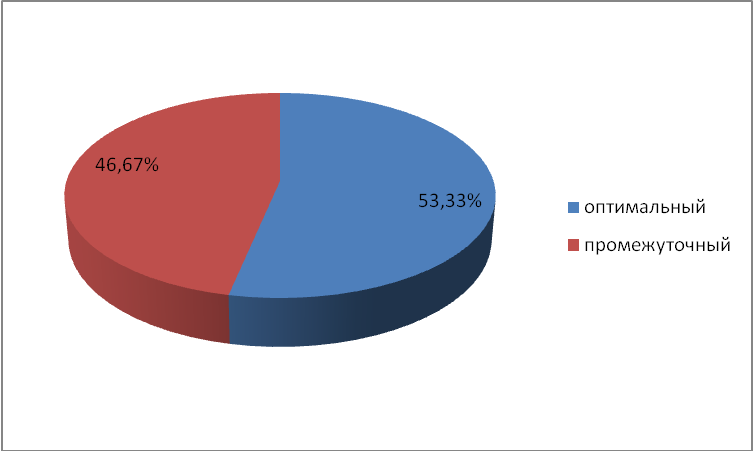 46,67%
53,33%
оптимальный
промежуточный